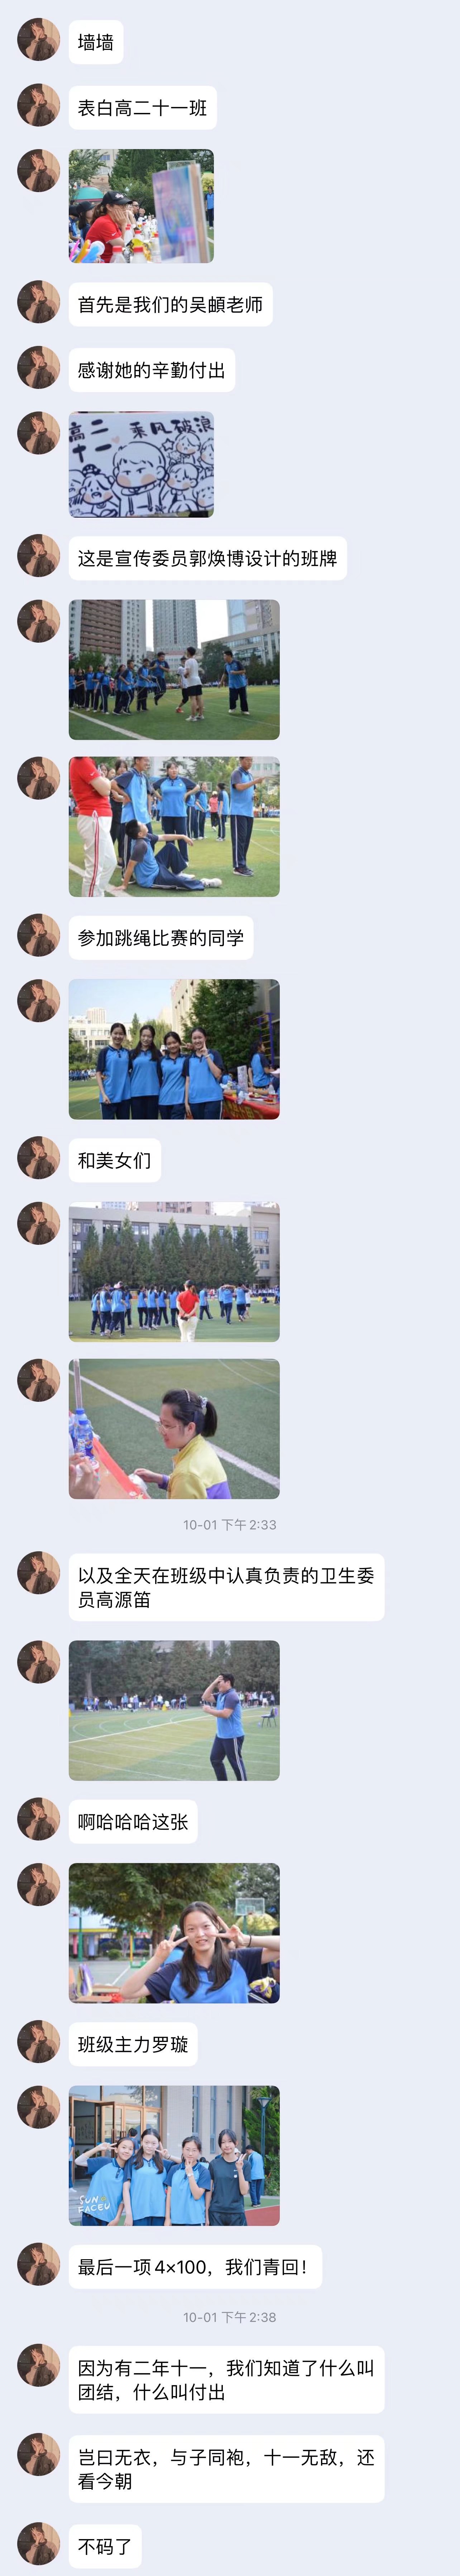 墙墙
表白高二十一班
首先是我们的吴頔老师
感谢她的辛勤付出
高二 乘风破浪
十一
这是宣传委员郭焕博设计的班牌
参加跳绳比赛的同学
和美女们
10-01 下午 2:33
以及全天在班级中认真负责的卫生委
员高源笛
啊哈哈哈这张
班级主力罗璇
SUN
FACEU
最后一项 4×100，我们青回！
10-01 下午 2:38
因为有二年十一，我们知道了什么叫
团结，什么叫付出
岂曰无衣，与子同袍，十一无敌，还
看今朝
不码了